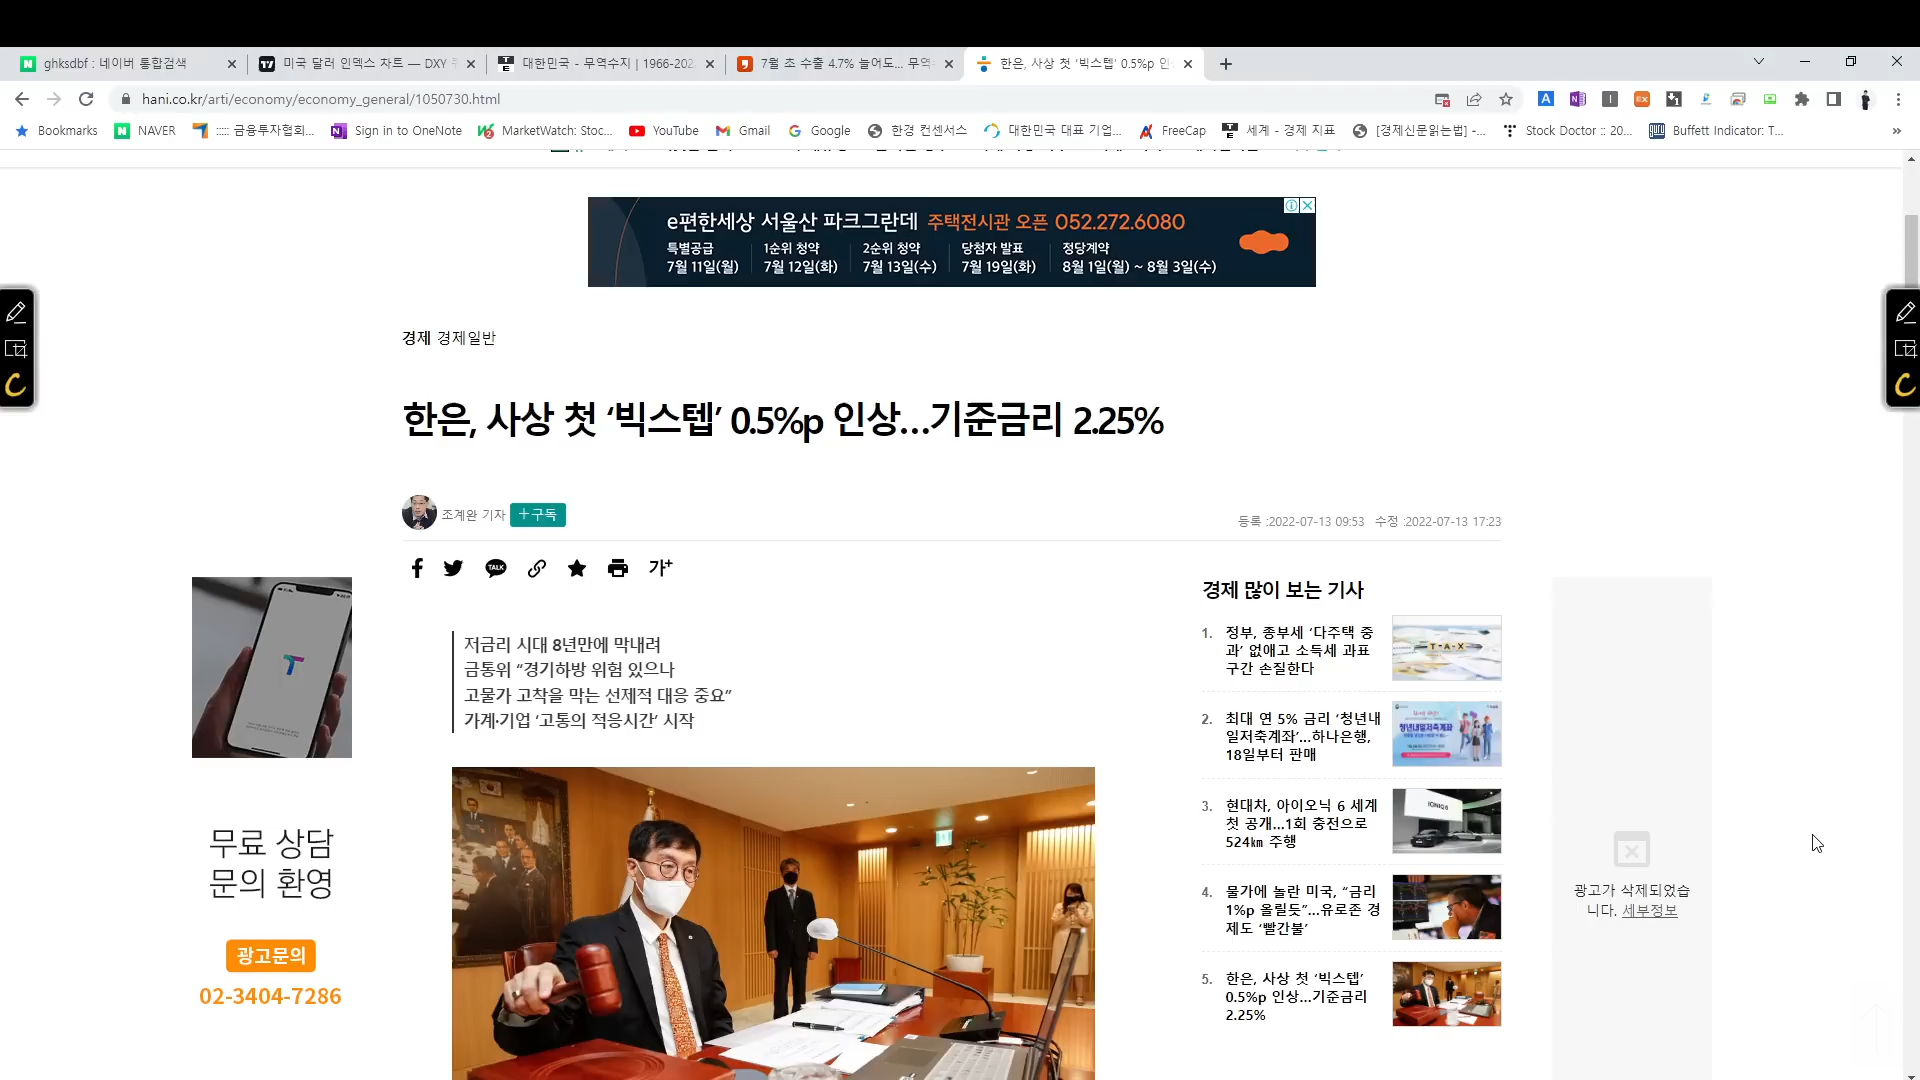 ghksdbf : 네이버 통합검색
미국 달러 인덱스 차트 — DXY
대한민국 - 무역수지 | 1966-202
7월 초 수출 4.7% 늘어도... 무역
한은, 사상 첫 ‘빅스텝’ 0.5%p 인
hani.co.kr/arti/economy/economy_general/1050730.html
Bookmarks
NAVER
::::: 금융투자협회...
Sign in to OneNote
MarketWatch: Stoc...
YouTube
Gmail
Google
한경 컨센서스
대한민국 대표 기업...
FreeCap
세계 - 경제 지표
[경제신문읽는법] -...
Stock Doctor :: 20...
Buffett Indicator: T...
e편한세상 서울산 파크그란데 주택전시관 오픈 052.272.6080
특별공급 1순위 청약 2순위 청약 당첨자 발표 정당계약
7월 11일(월) 7월 12일(화) 7월 13일(수) 7월 19일(화) 8월 1일(월) ~ 8월 3일(수)
경제 경제일반
한은, 사상 첫 ‘빅스텝’ 0.5%p 인상…기준금리 2.25%
조계완 기자 +구독
등록 :2022-07-13 09:53 수정 :2022-07-13 17:23
TALK
가+
저금리 시대 8년만에 막내려
금통위 “경기하방 위험 있으나
고물가 고착을 막는 선제적 대응 중요”
가계·기업 ‘고통의 적응시간’ 시작
무료 상담
문의 환영
광고문의
02-3404-7286
경제 많이 보는 기사
1. 정부, 종부세 ‘다주택 중
과’ 없애고 소득세 과표
구간 손질한다
T-A-X
2. 최대 연 5% 금리 ‘청년내
일저축계좌’…하나은행,
18일부터 판매
청년내일저축계좌
3. 현대차, 아이오닉 6 세계
첫 공개…1회 충전으로
524㎞ 주행
IONIQ 6
4. 물가에 놀란 미국, “금리
1%p 올릴듯”…유로존 경
제도 ‘빨간불’
5. 한은, 사상 첫 ‘빅스텝’
0.5%p 인상…기준금리
2.25%
광고가 삭제되었습
니다. 세부정보